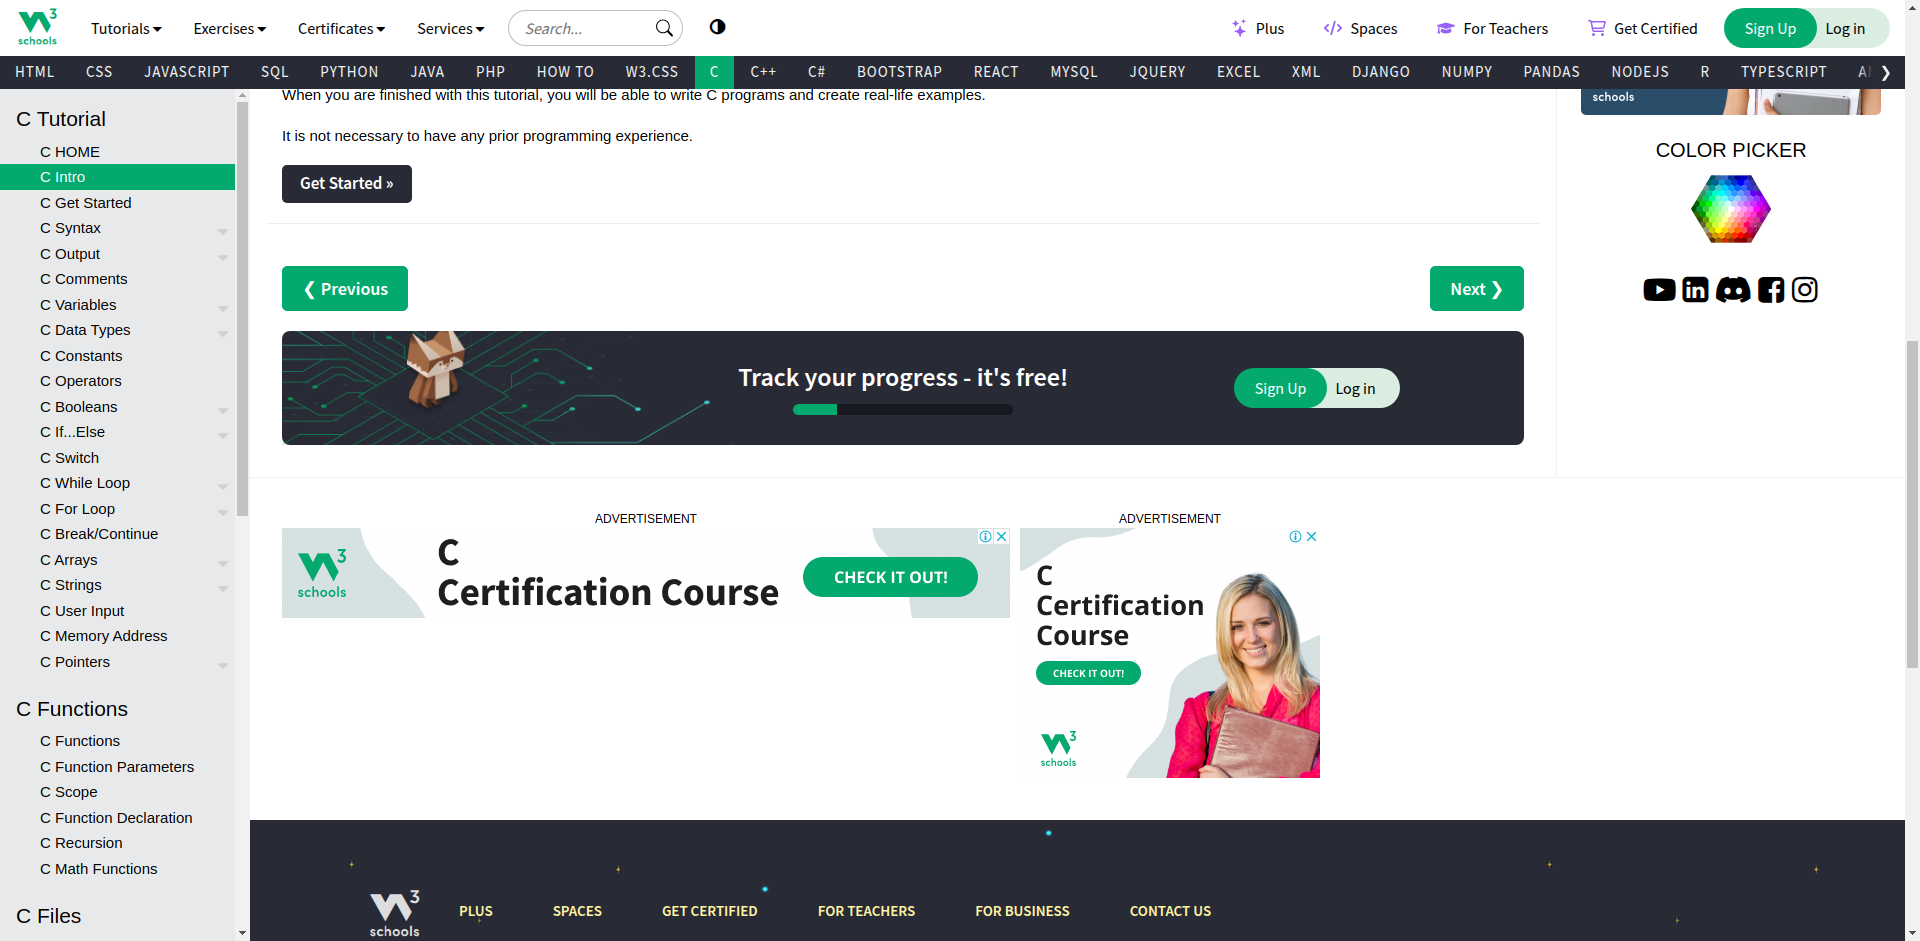 W3 schools
Tutorials
Exercises
Certificates
Services
Search...
Plus
Spaces
For Teachers
Get Certified
Sign Up
Log in
HTML CSS JAVASCRIPT SQL PYTHON JAVA PHP HOW TO W3.CSS C C++ C# BOOTSTRAP REACT MYSQL JQUERY EXCEL XML DJANGO NUMPY PANDAS NODEJS R TYPESCRIPT ❯
C Tutorial
C HOME
C Intro
C Get Started
C Syntax
C Output
C Comments
C Variables
C Data Types
C Constants
C Operators
C Booleans
C If...Else
C Switch
C While Loop
C For Loop
C Break/Continue
C Arrays
C Strings
C User Input
C Memory Address
C Pointers
C Functions
C Functions
C Function Parameters
C Scope
C Function Declaration
C Recursion
C Math Functions
C Files
When you are finished with this tutorial, you will be able to write C programs and create real-life examples.
It is not necessary to have any prior programming experience.
Get Started »
❮ Previous
Next ❯
Track your progress - it's free!
Sign Up
Log in
schools
COLOR PICKER
in
ADVERTISEMENT
W3 schools
C
Certification Course
CHECK IT OUT!
ADVERTISEMENT
C
Certification
Course
CHECK IT OUT!
W3 schools
W3 schools
PLUS
SPACES
GET CERTIFIED
FOR TEACHERS
FOR BUSINESS
CONTACT US